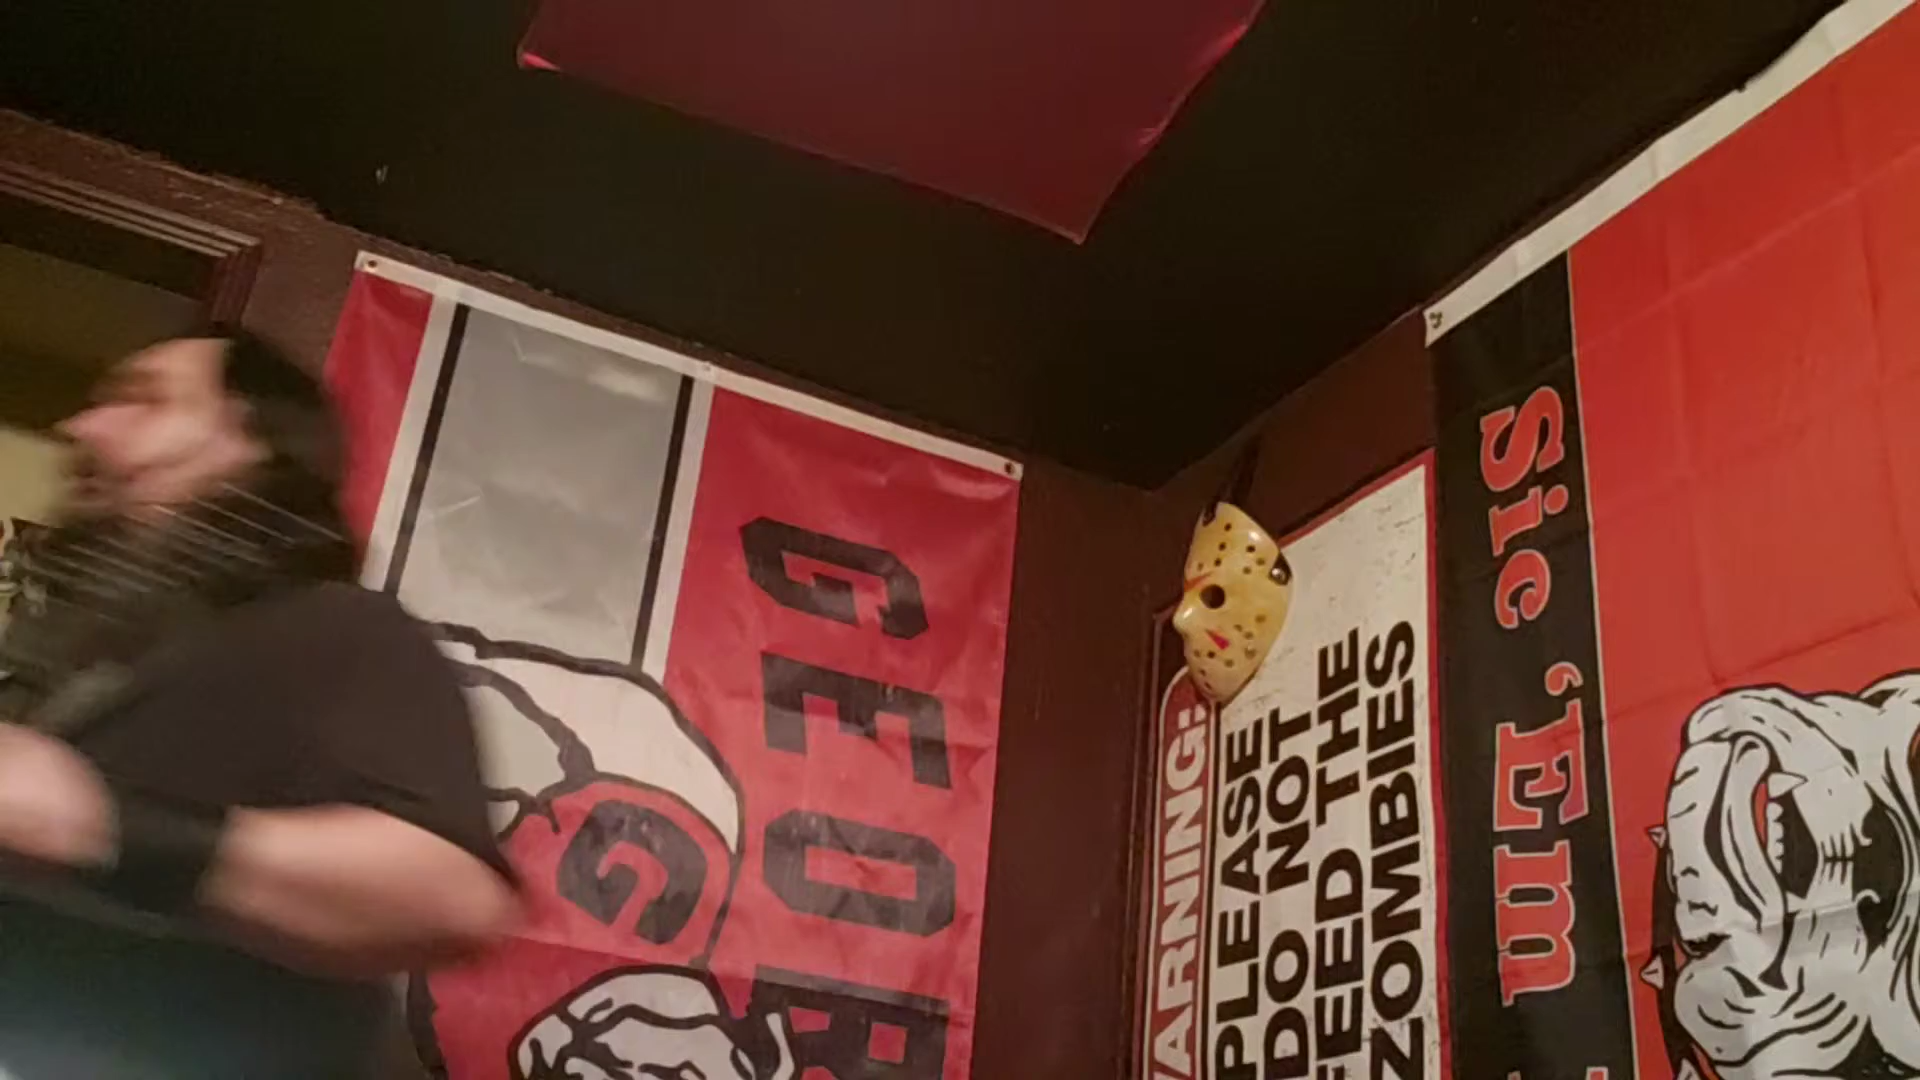 GEOR
G
WARNING:
PLEASE
DO NOT
FEED THE
ZOMBIES
Sic 'Em